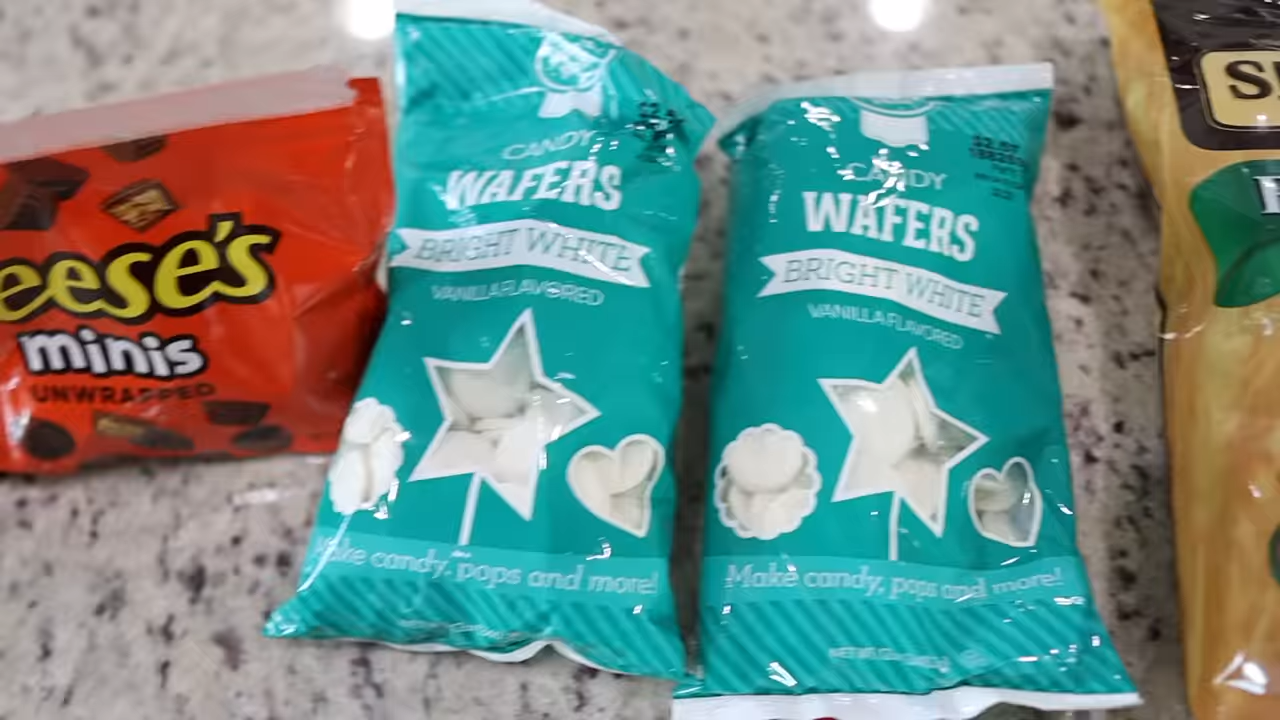 eese's
minis
UNWRAPPED
CANDY
WAFERS
BRIGHT WHITE
VANILLA FLAVORED
ake candy, pops and more!
CANDY
WAFERS
BRIGHT WHITE
VANILLA FLAVORED
Make candy, pops and more!